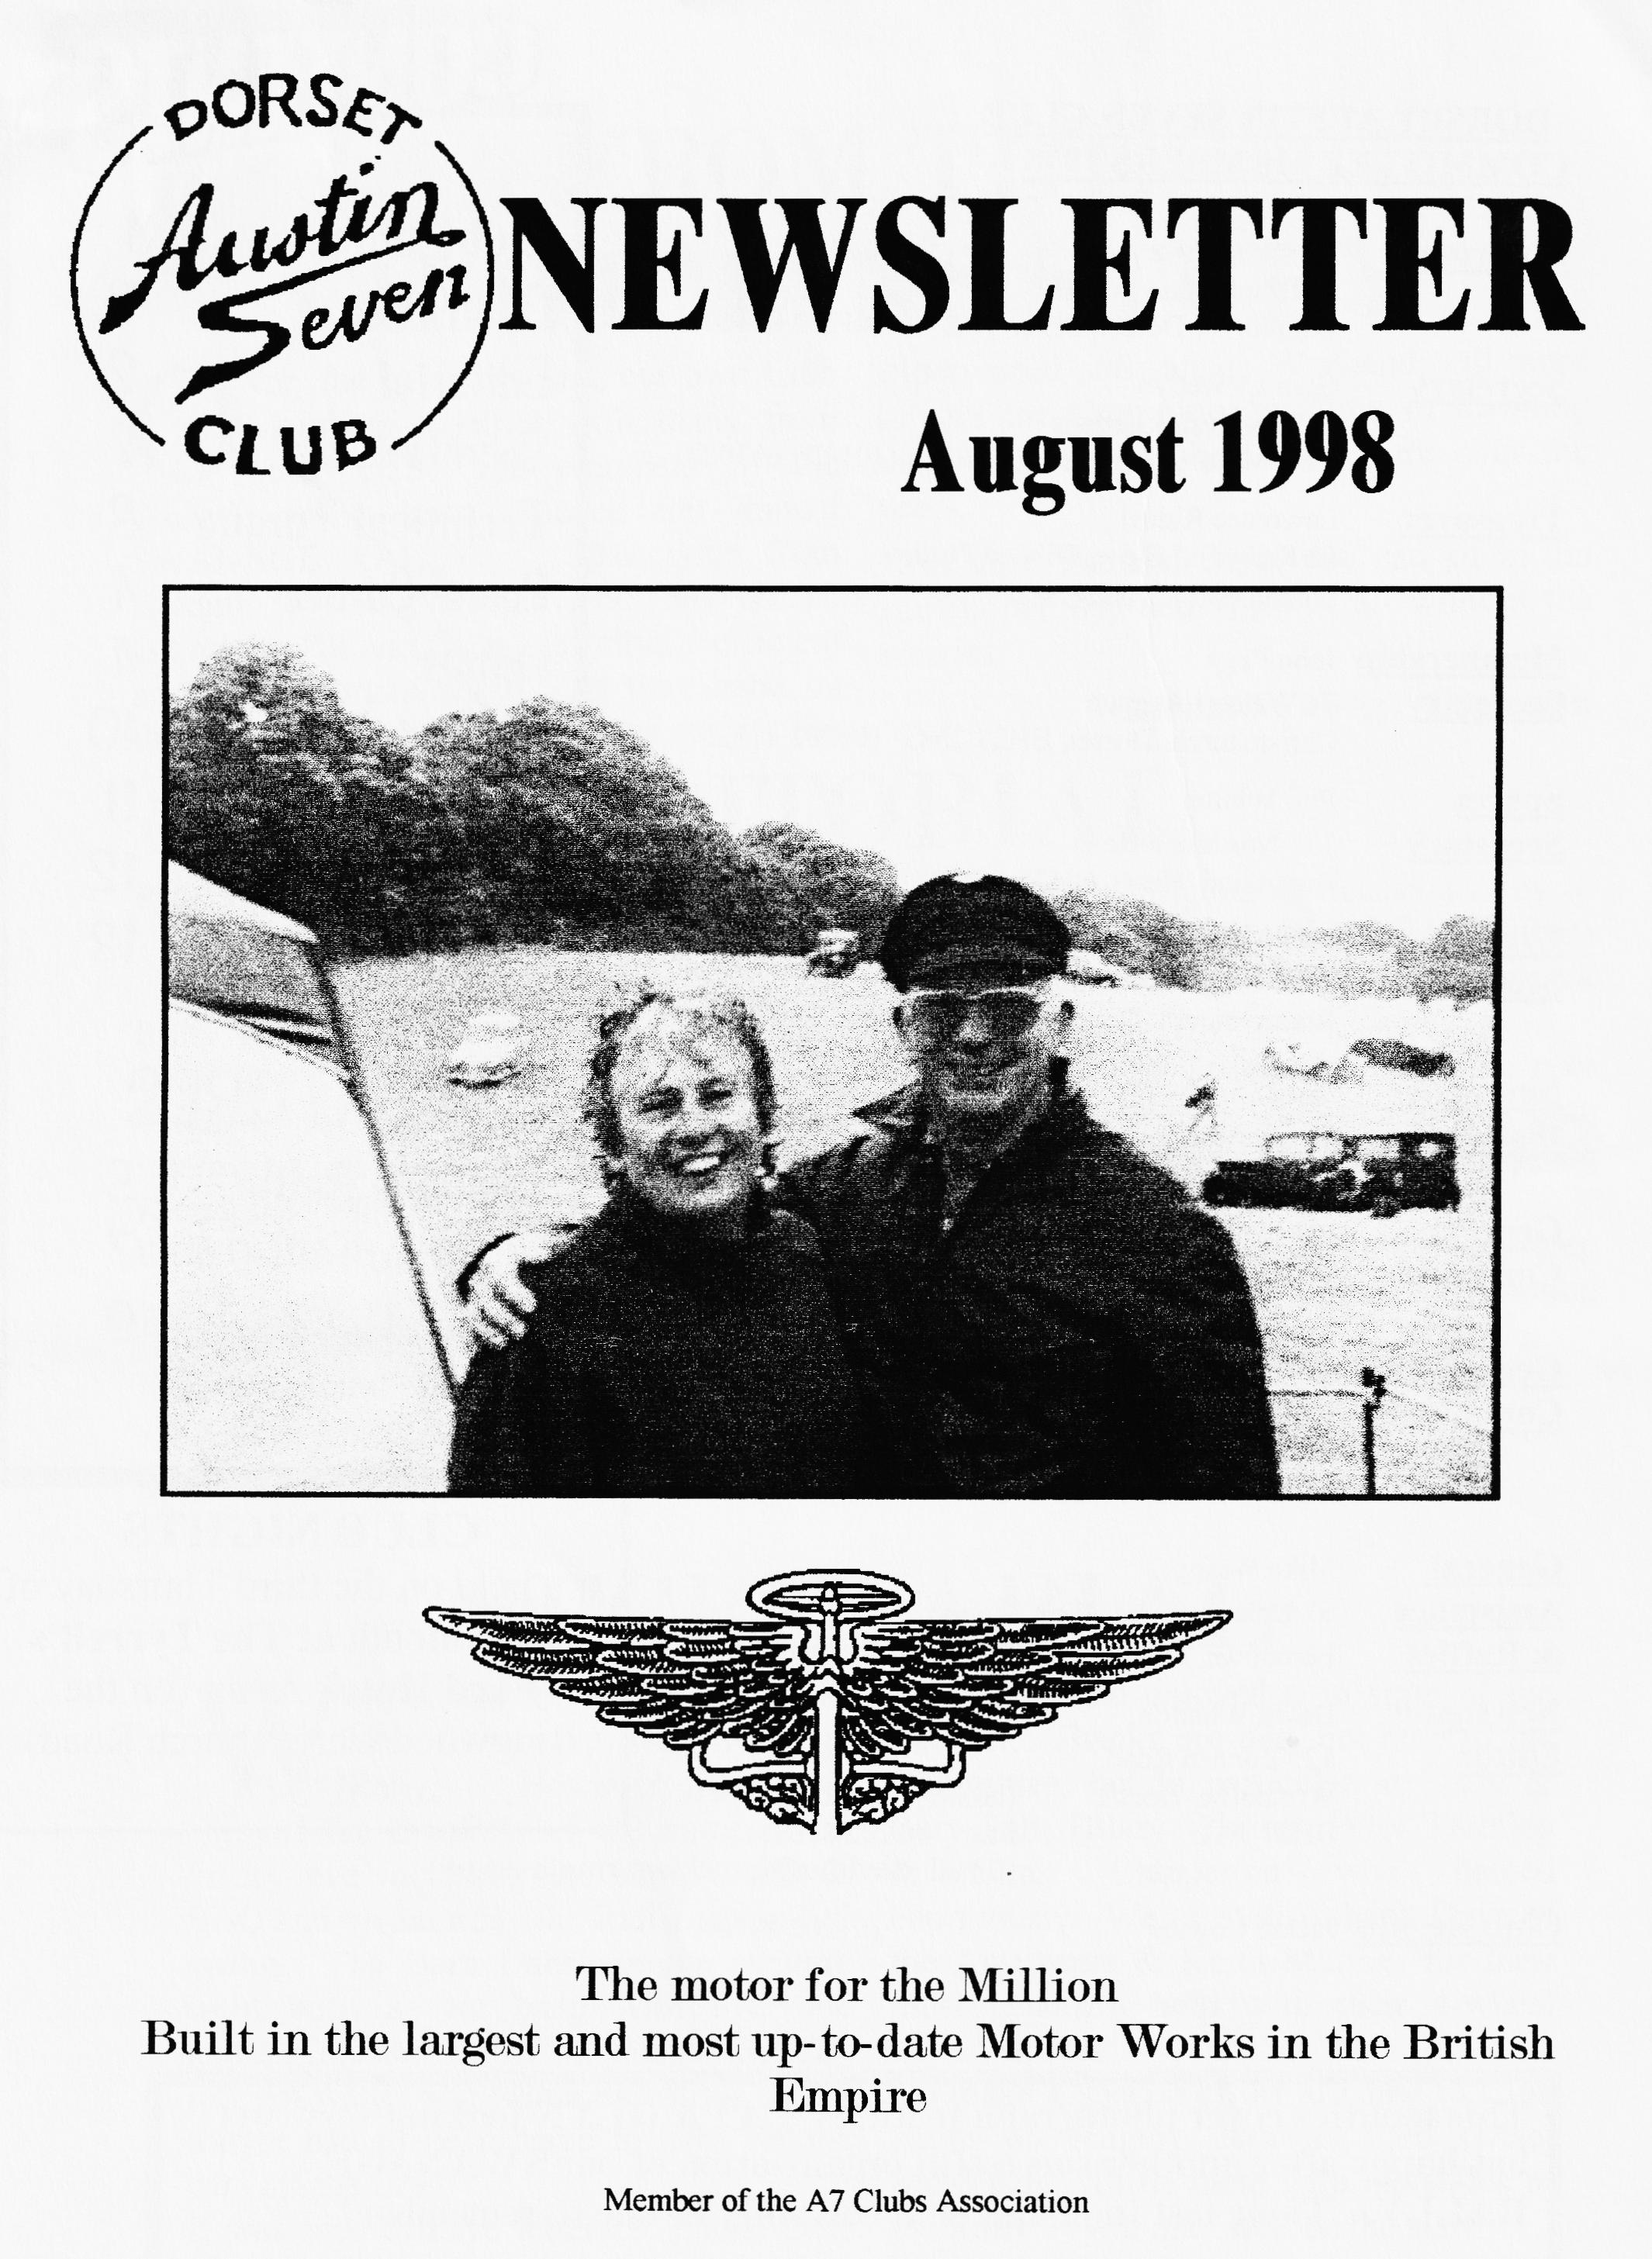 DORSET
Austin
Seven
CLUB
NEWSLETTER
August 1998
The motor for the Million
Built in the largest and most up-to-date Motor Works in the British
Empire
Member of the A7 Clubs Association